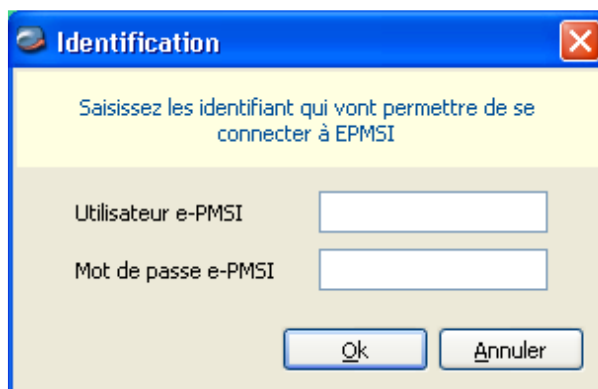 Identification
Saisissez les identifiant qui vont permettre de se
connecter à EPMSI
Utilisateur e-PMSI
Mot de passe e-PMSI
Ok
Annuler